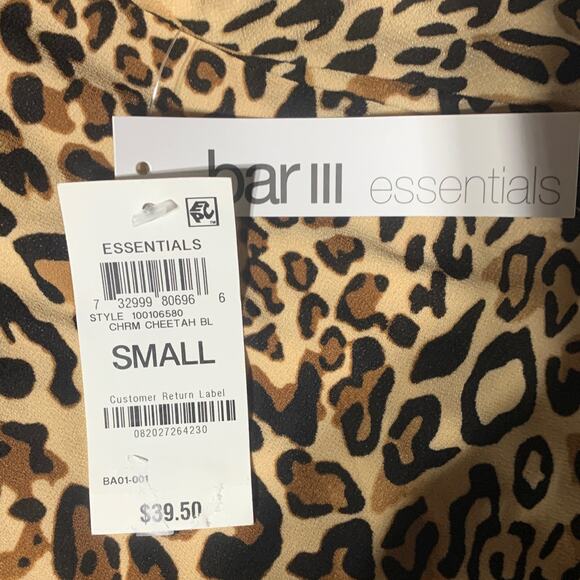 bar III essentials
EPC
ESSENTIALS
7 32999 80696 6
STYLE 100106580
CHRM CHEETAH BL
SMALL
Customer Return Label
082027264230
BA01-001
$39.50